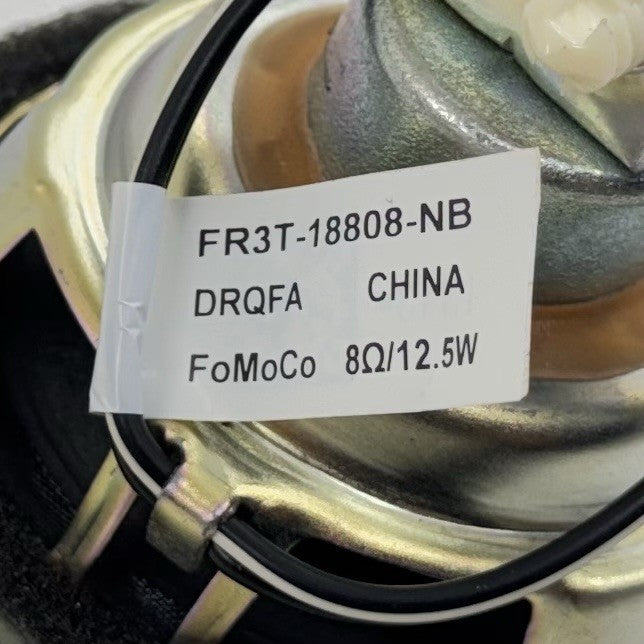 FR3T-18808-NB
DRQFA CHINA
FoMoCo 8Ω/12.5W